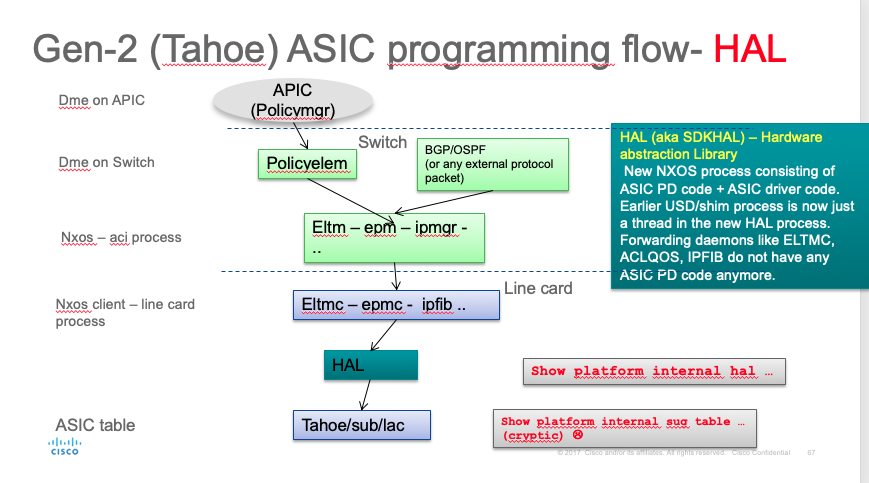 Gen-2 (Tahoe) ASIC programming flow- HAL
Dme on APIC
APIC
(Policymgr)
Switch
Dme on Switch
Policyelem
BGP/OSPF
(or any external protocol
packet)
HAL (aka SDKHAL) – Hardware
abstraction Library
New NXOS process consisting of
ASIC PD code + ASIC driver code.
Earlier USD/shim process is now just
a thread in the new HAL process.
Forwarding daemons like ELTMC,
ACLQOS, IPFIB do not have any
ASIC PD code anymore.
Nxos – aci process
Eltm – epm – ipmgr -
..
Line card
Nxos client – line card
process
Eltmc – epmc - ipfib ..
HAL
Show platform internal hal …
ASIC table
Tahoe/sub/lac
Show platform internal sug table …
(cryptic) ☹
CISCO
© 2017 Cisco and/or its affiliates. All rights reserved. Cisco Confidential
67